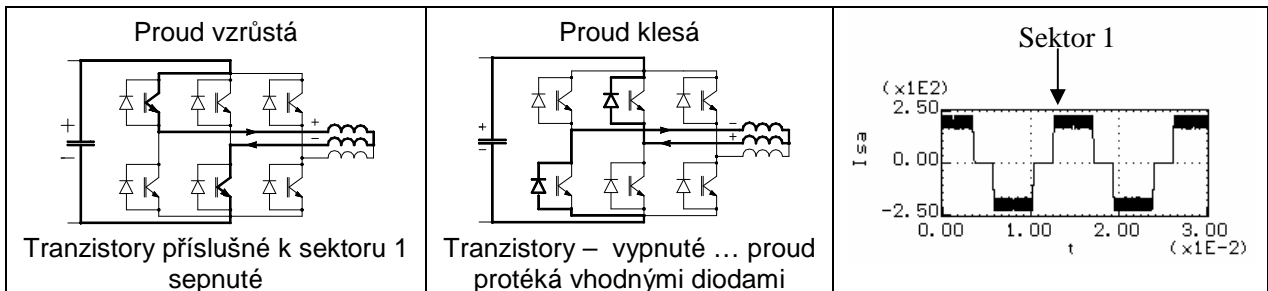 Proud vzrůstá
+
−
+
−
Tranzistory příslušné k sektoru 1
sepnuté
Proud klesá
+
−
−
+
Tranzistory – vypnuté … proud
protéká vhodnými diodami
Sektor 1
(x1E2)
2.50
Isa
0.00
-2.50
0.00 1.00 2.00 3.00
t (x1E-2)